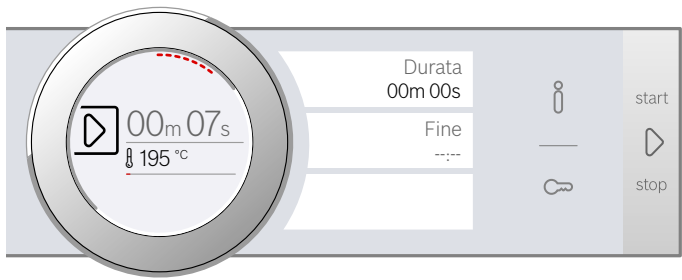 00m 07s
195 °C
Durata
00m 00s
Fine
--:--
start
stop